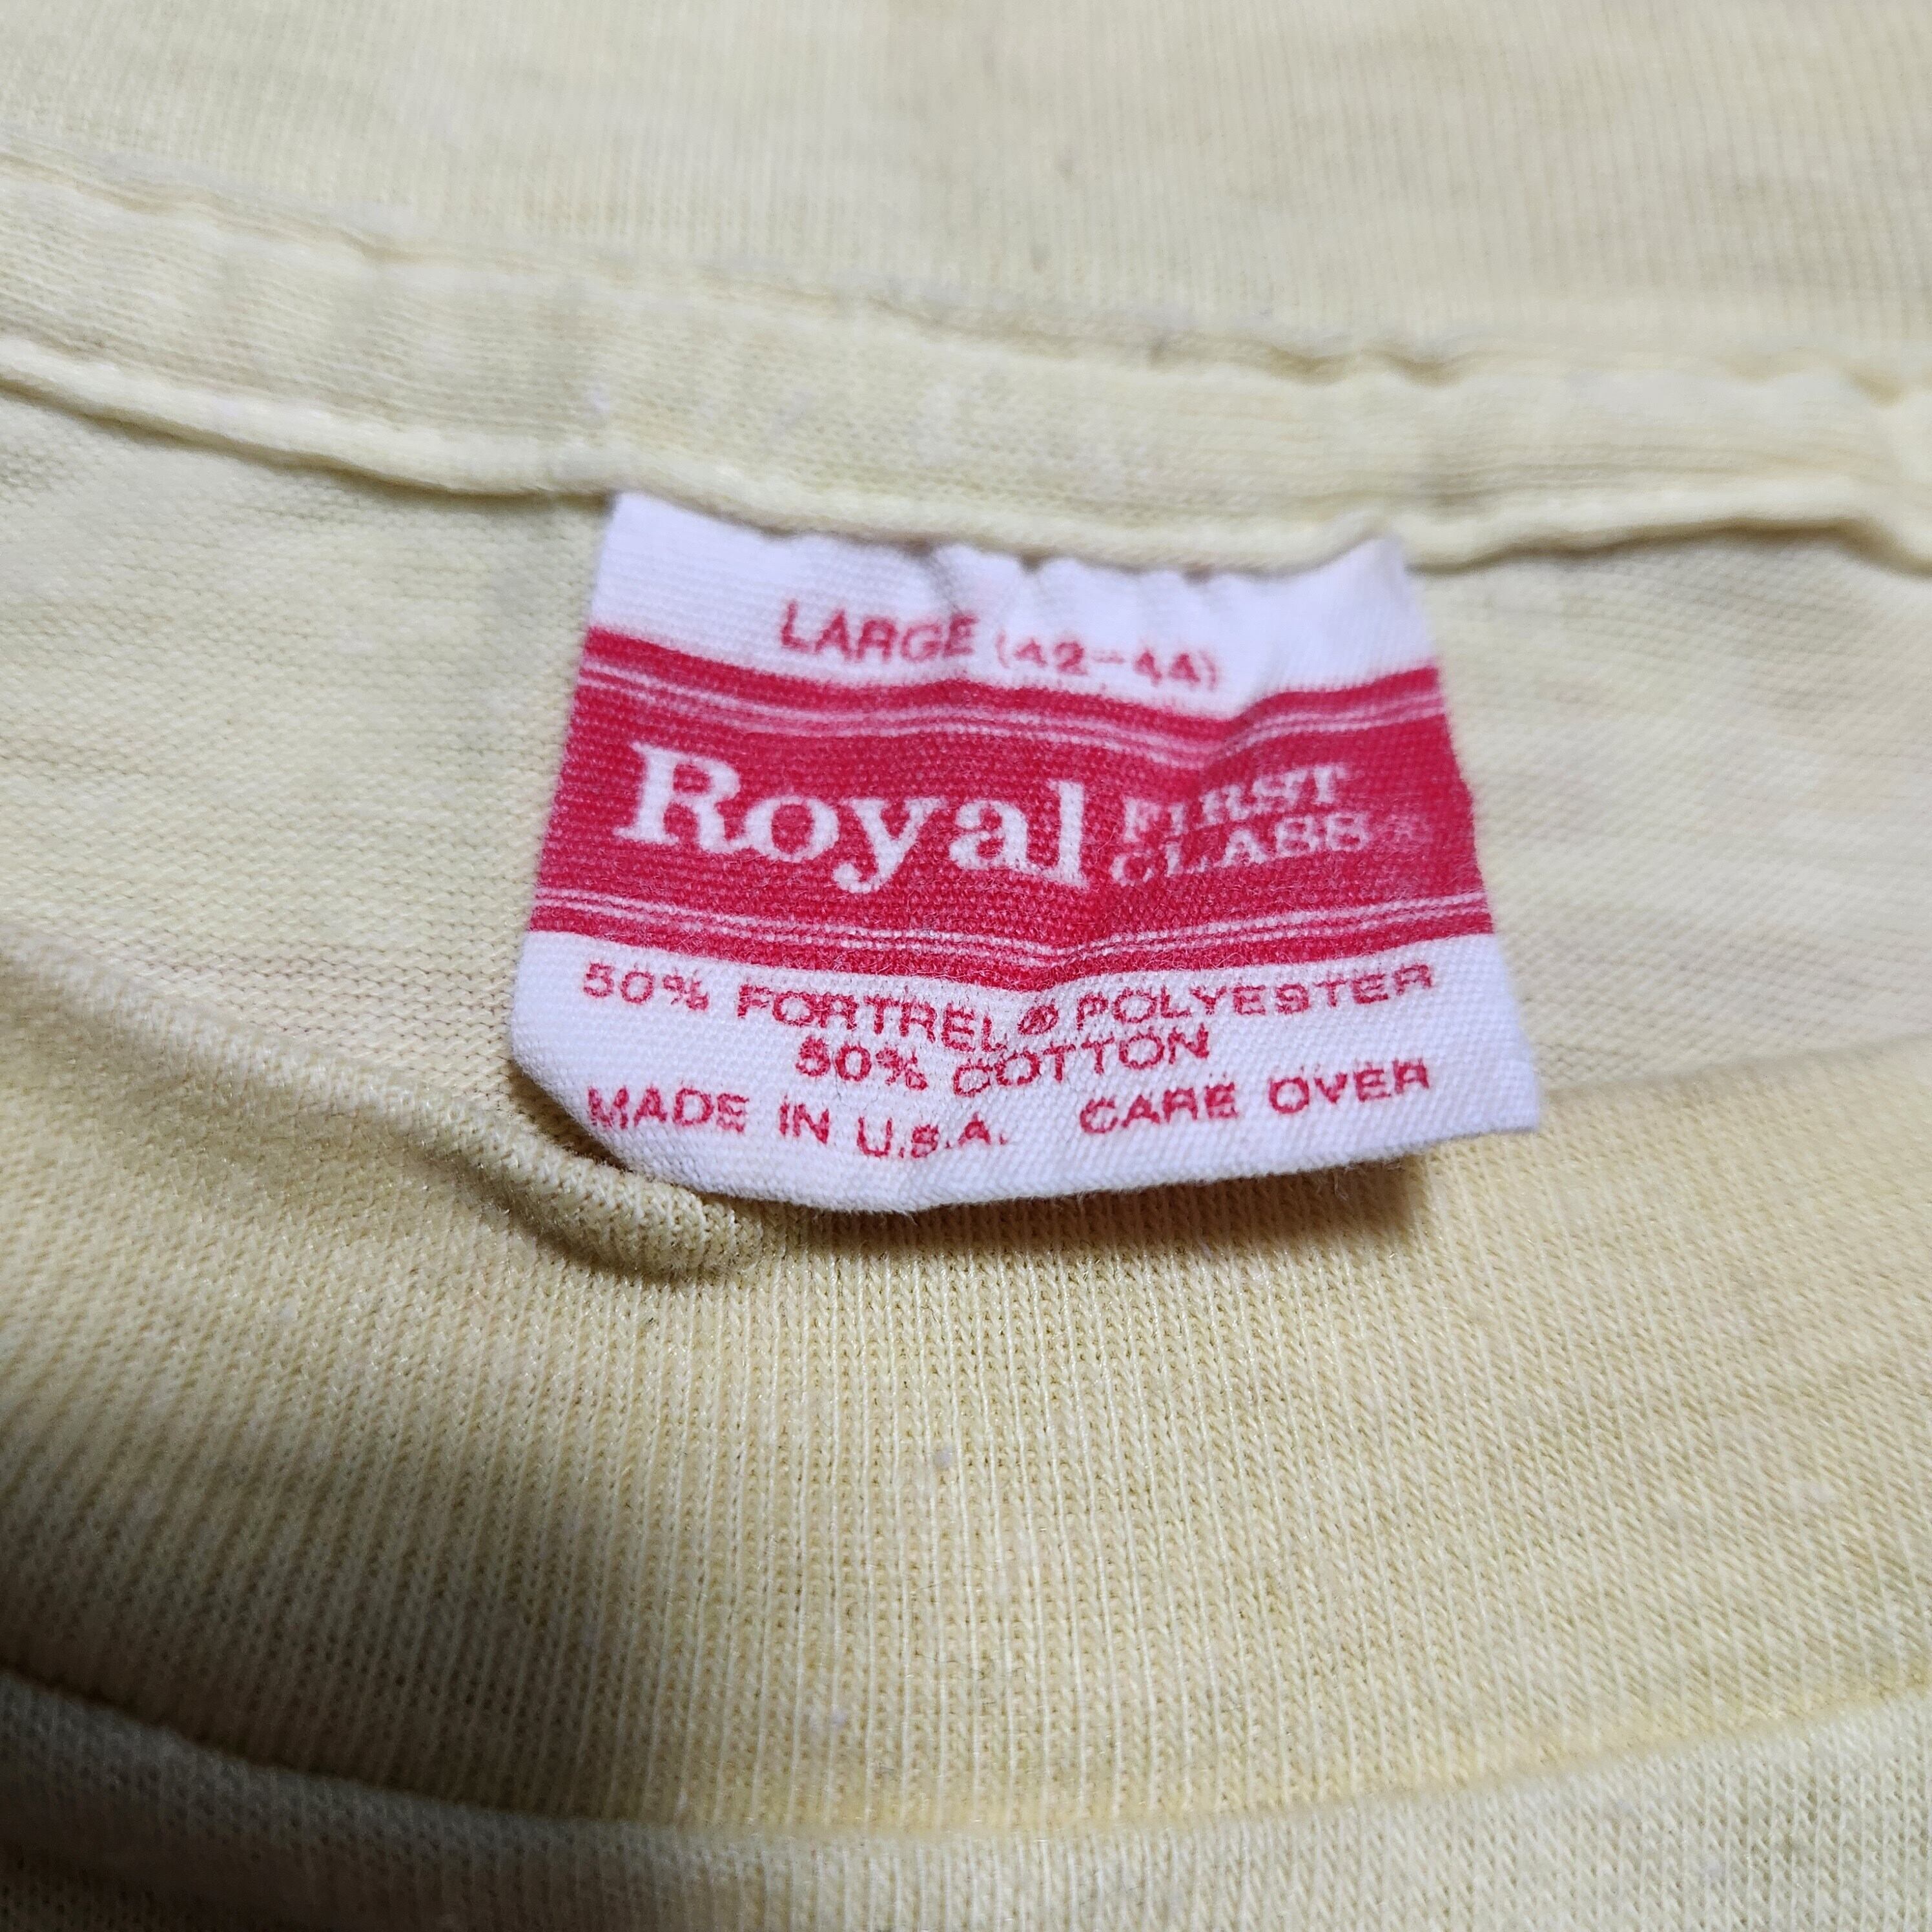 LARGE (42-44)
Royal FIRST CLASS®
50% FORTREL® POLYESTER
50% COTTON
MADE IN U.S.A. CARE OVER